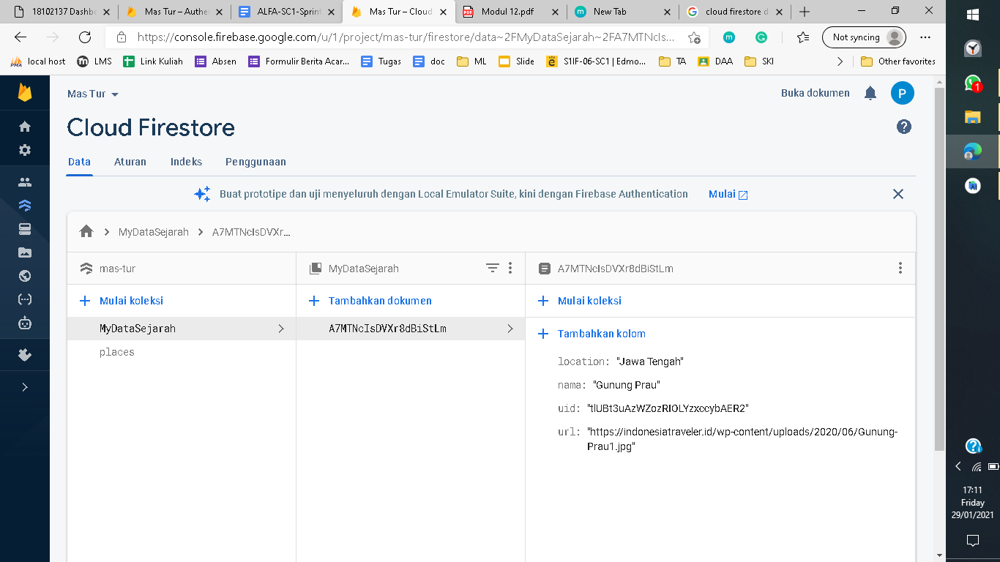 18102137 Dashb
Mas Tur – Authe
ALFA-SC1-Sprin
Mas Tur – Cloud
PDF
Modul 12.pdf
New Tab
cloud firestore d
https://console.firebase.google.com/u/1/project/mas-tur/firestore/data~2FMyDataSejarah~2FA7MTNcIs...
Not syncing
PMA
local host
LMS
Link Kuliah
Absen
Formulir Berita Acar...
Tugas
doc
ML
Slide
S1IF-06-SC1 | Edmo...
TA
DAA
SKI
Other favorites
Mas Tur
Buka dokumen
P
Cloud Firestore
Data
Aturan
Indeks
Penggunaan
Buat prototipe dan uji menyeluruh dengan Local Emulator Suite, kini dengan Firebase Authentication
Mulai
MyDataSejarah
A7MTNcIsDVXr...
mas-tur
MyDataSejarah
A7MTNcIsDVXr8dBiStLm
Mulai koleksi
Tambahkan dokumen
Mulai koleksi
MyDataSejarah
A7MTNcIsDVXr8dBiStLm
Tambahkan kolom
places
location: "Jawa Tengah"
nama: "Gunung Prau"
uid: "tlUBt3uAzWZozRlOLYzxccybAER2"
url: "https://indonesiatraveler.id/wp-content/uploads/2020/06/Gunung-
Prau1.jpg"
1
17:11
Friday
29/01/2021